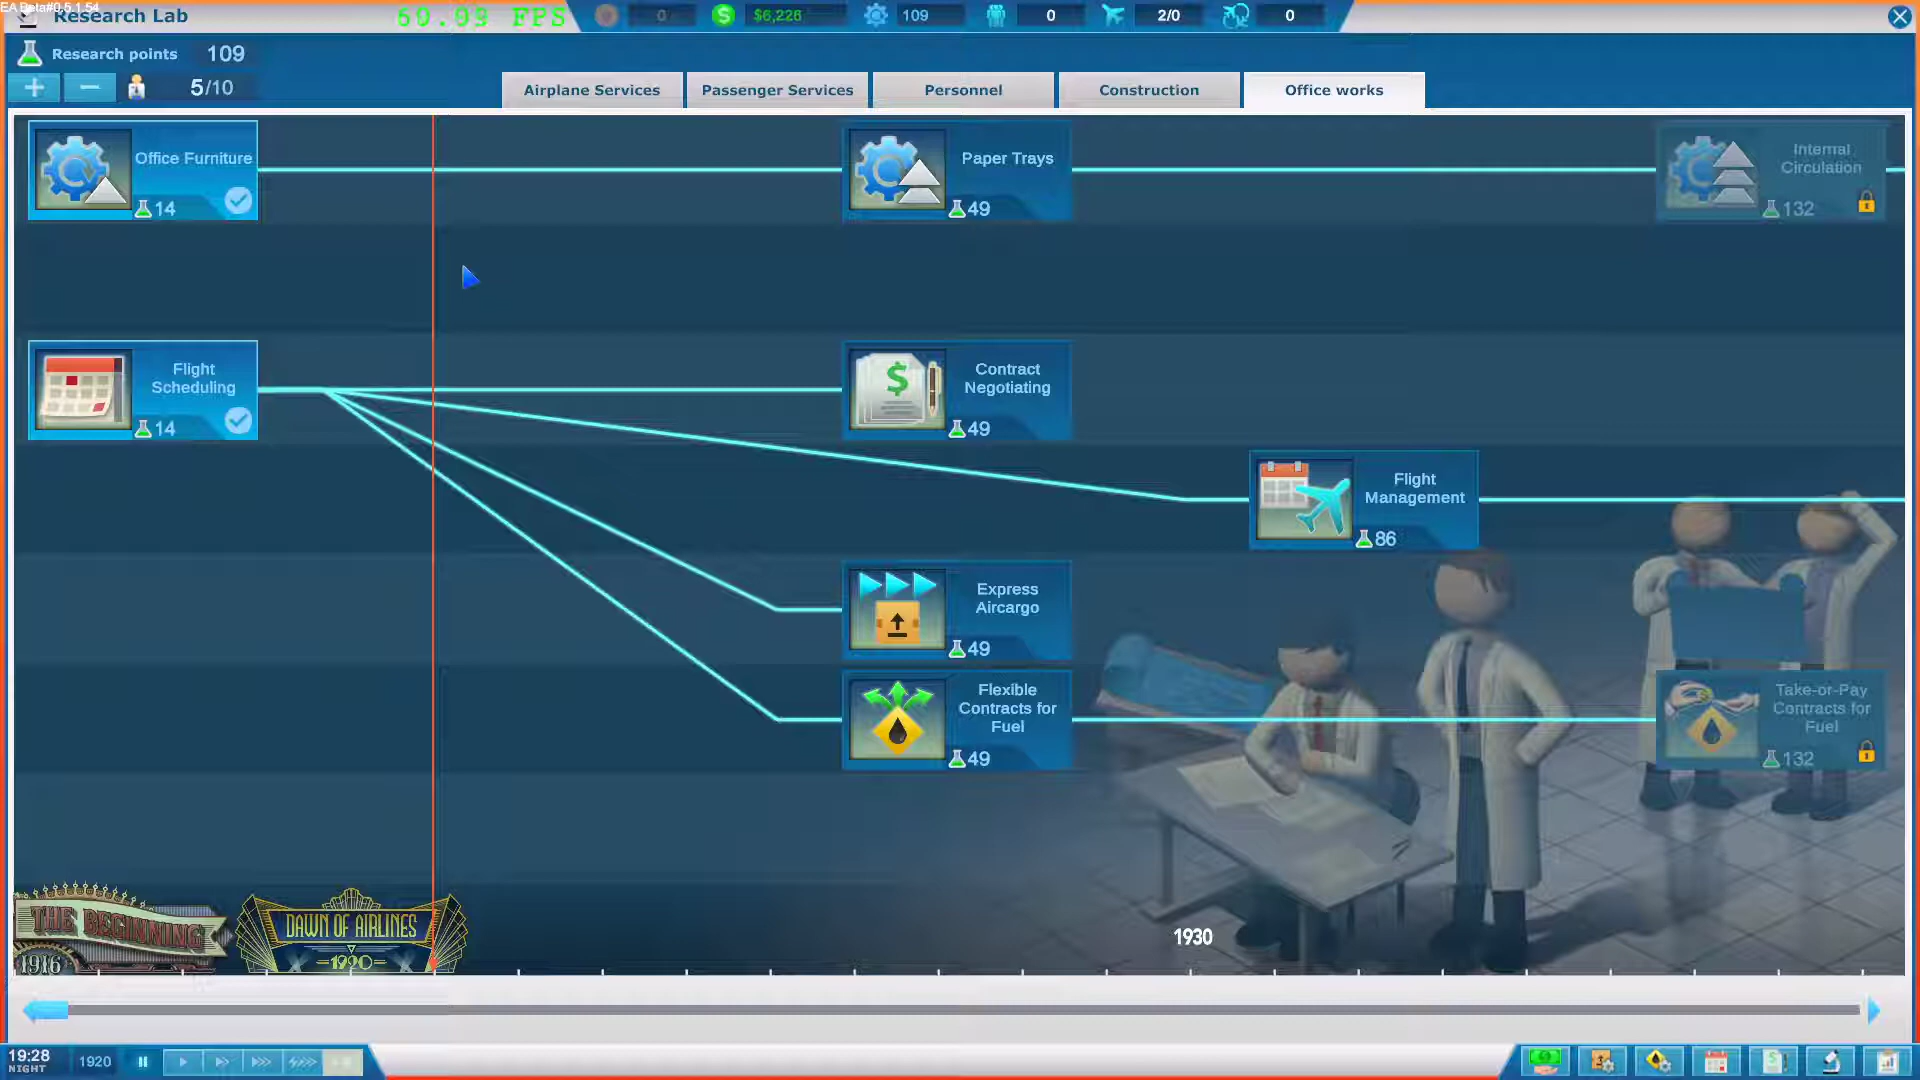 EA Beta#0.5.1.54
Research Lab
60.99 FPS
0
$6,226
109
0
2/0
0
Research points 109
5/10
Airplane Services
Passenger Services
Personnel
Construction
Office works
Office Furniture
14
Paper Trays
49
Internal
Circulation
132
Flight
Scheduling
14
Contract
Negotiating
49
Flight
Management
86
Express
Aircargo
49
Flexible
Contracts for
Fuel
49
Take-or-Pay
Contracts for
Fuel
132
THE BEGINNING
1916
DAWN OF AIRLINES
1920
1930
19:28
NIGHT
1920